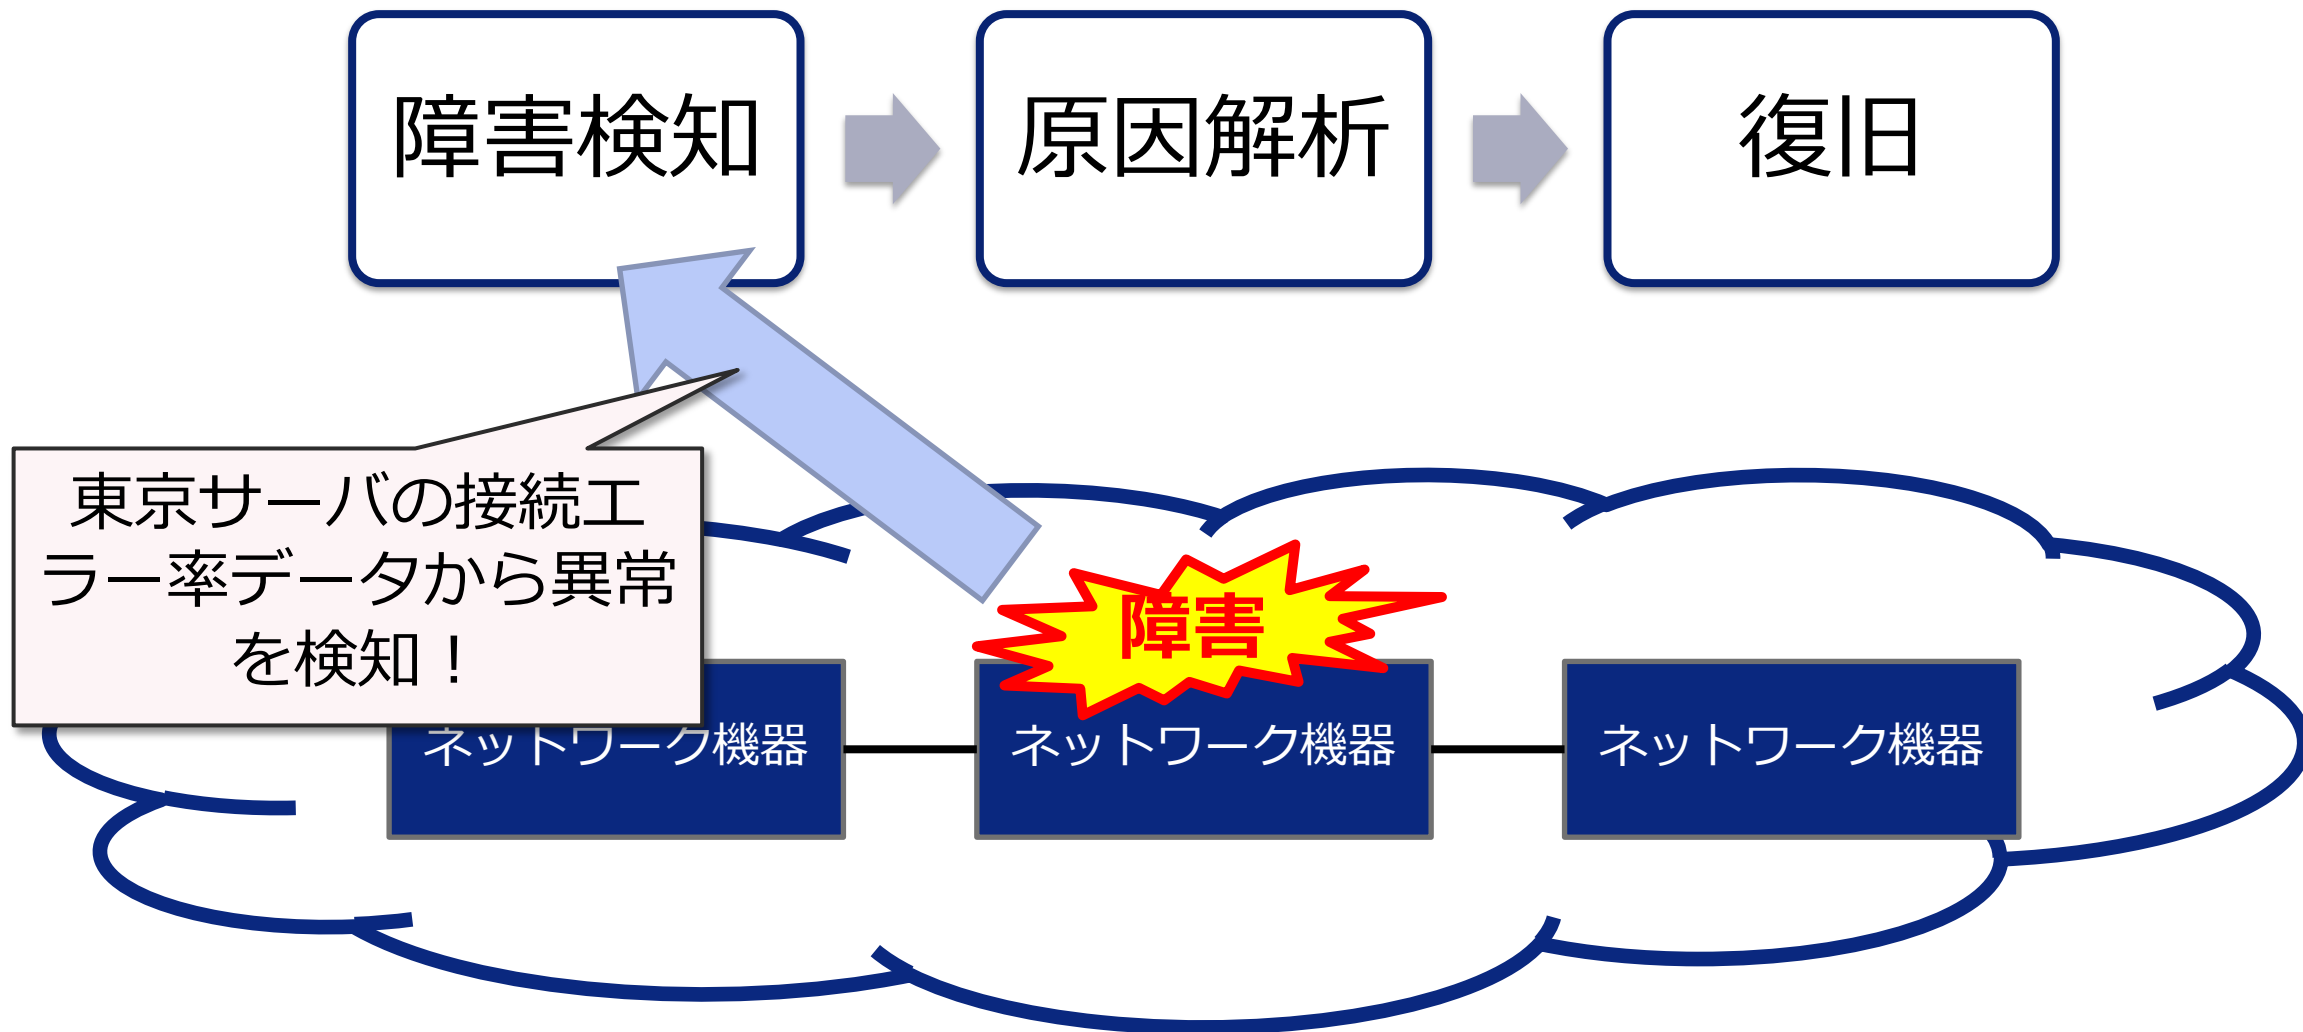 障害検知
原因解析
復旧
東京サーバの接続エ
ラー率データから異常
を検知！
障害
ネットワーク機器
ネットワーク機器
ネットワーク機器